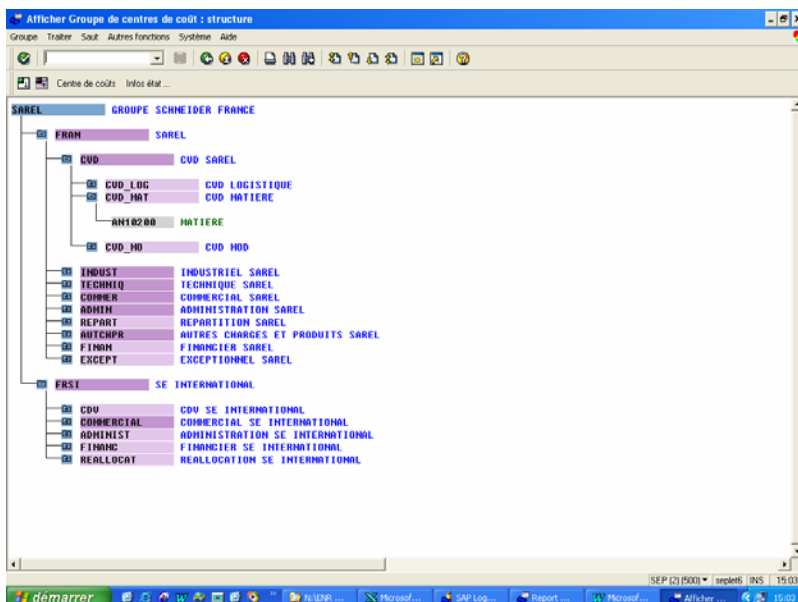 Afficher Groupe de centres de coût : structure
Groupe Traiter Saut Autres fonctions Système Aide
Centre de coûts Infos état ...
SAREL GROUPE SCHNEIDER FRANCE
FRAN SAREL
CVD CVD SAREL
CVD_LOG CVD LOGISTIQUE
CVD_MAT CVD MATIERE
AN10200 MATIERE
CVD_MO CVD MOD
INDUST INDUSTRIEL SAREL
TECHNIQ TECHNIQUE SAREL
COMMER COMMERCIAL SAREL
ADMIN ADMINISTRATION SAREL
REPART REPARTITION SAREL
AUTCHPR AUTRES CHARGES ET PRODUITS SAREL
FINAN FINANCIER SAREL
EXCEPT EXCEPTIONNEL SAREL
FRSI SE INTERNATIONAL
CDV CDV SE INTERNATIONAL
COMMERCIAL COMMERCIAL SE INTERNATIONAL
ADMINIST ADMINISTRATION SE INTERNATIONAL
FINANC FINANCIER SE INTERNATIONAL
REALLOCAT REALLOCATION SE INTERNATIONAL
SEP (2) (500) seplet6 INS 15:03
démarrer N:\ENR ... Microsof... SAP Log... Report ... Microsof... Afficher ... 15:03